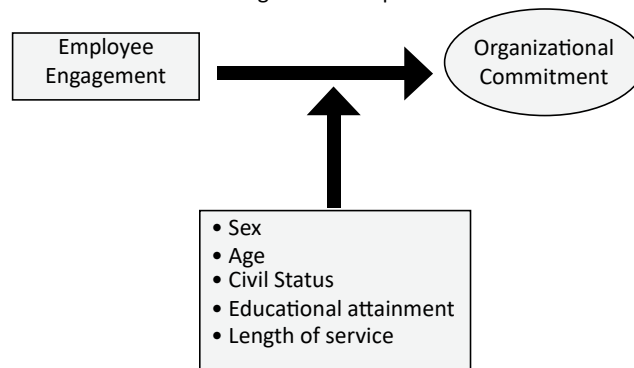 Employee
Engagement
Organizational
Commitment
• Sex
• Age
• Civil Status
• Educational attainment
• Length of service